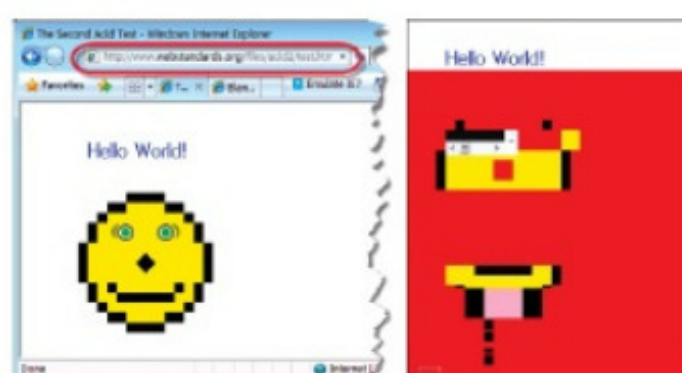 The Second Acid Test - Windows Internet Explorer
http://www.webstandards.org/files/acid2/test.html
Favorites
Hello World!
Done
Internet
Hello World!